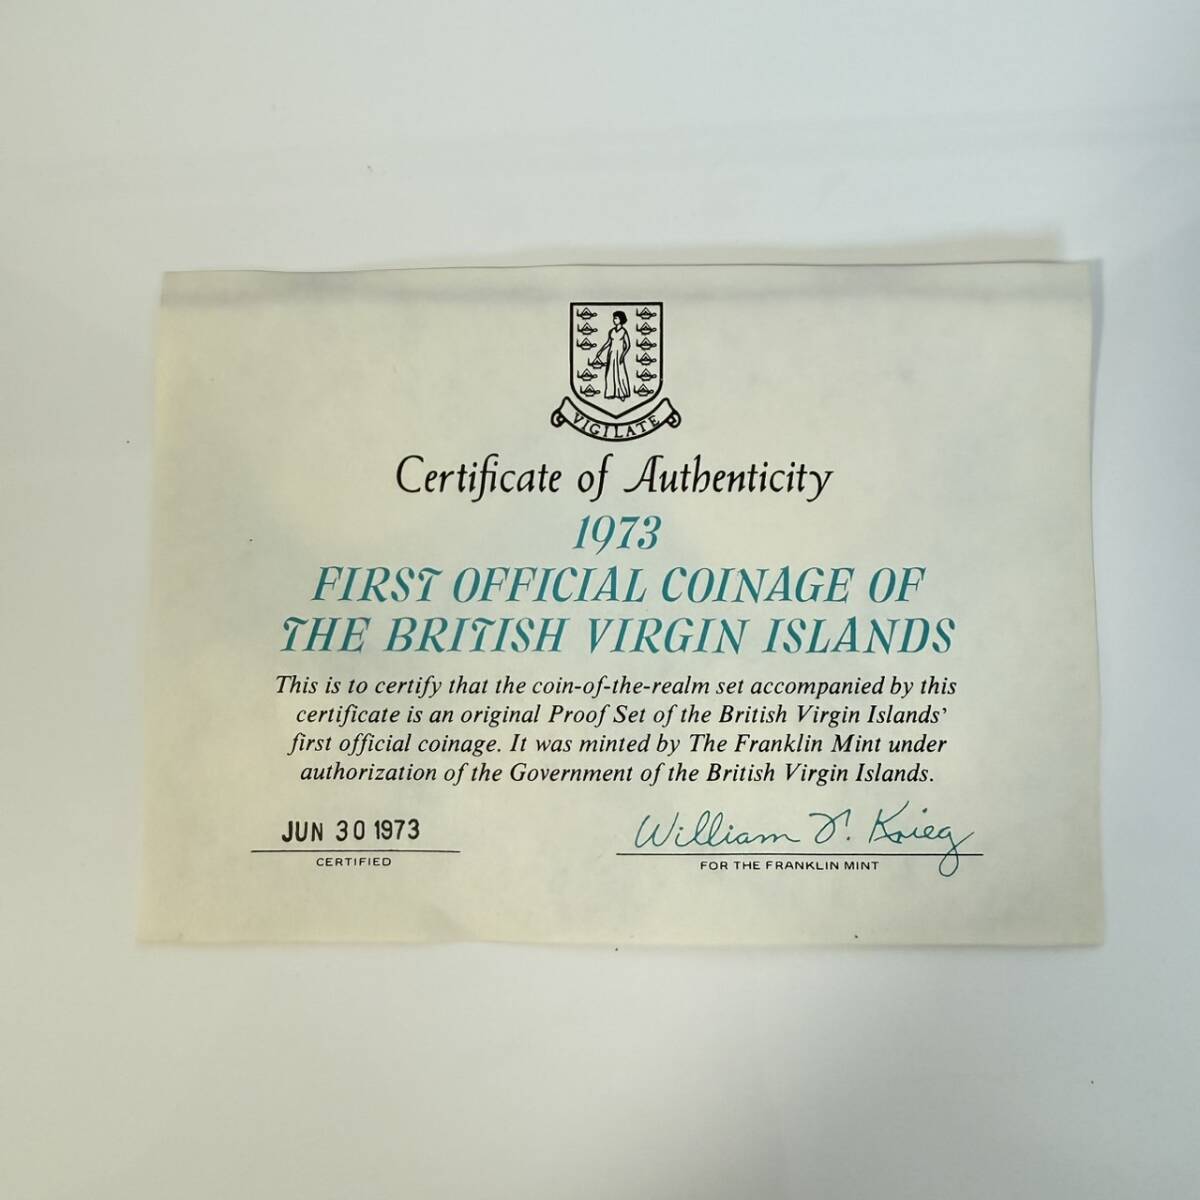 VIGILATE
Certificate of Authenticity
1973
FIRST OFFICIAL COINAGE OF
THE BRITISH VIRGIN ISLANDS
This is to certify that the coin-of-the-realm set accompanied by this
certificate is an original Proof Set of the British Virgin Islands'
first official coinage. It was minted by The Franklin Mint under
authorization of the Government of the British Virgin Islands.
JUN 30 1973
CERTIFIED
William T. Krieg
FOR THE FRANKLIN MINT